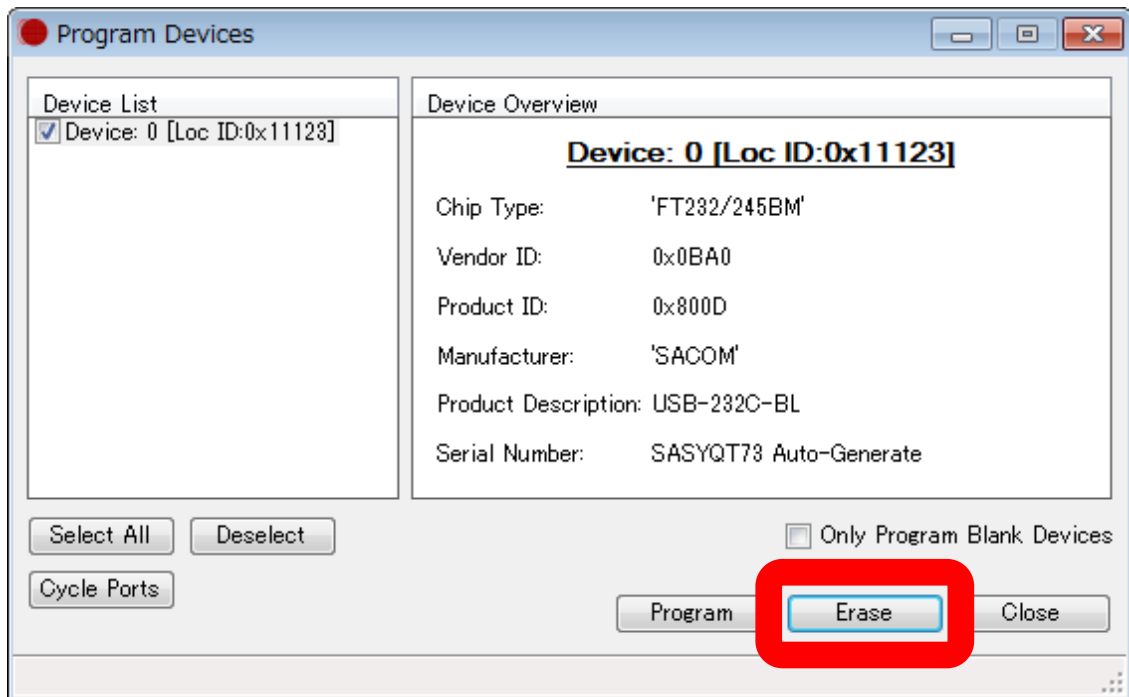 Program Devices
Device List
Device: 0 [Loc ID:0x11123]
Device Overview
Device: 0 [Loc ID:0x11123]
Chip Type: 'FT232/245BM'
Vendor ID: 0x0BA0
Product ID: 0x800D
Manufacturer: 'SACOM'
Product Description: USB-232C-BL
Serial Number: SASYQT73 Auto-Generate
Select All Deselect
Only Program Blank Devices
Cycle Ports
Program Erase Close